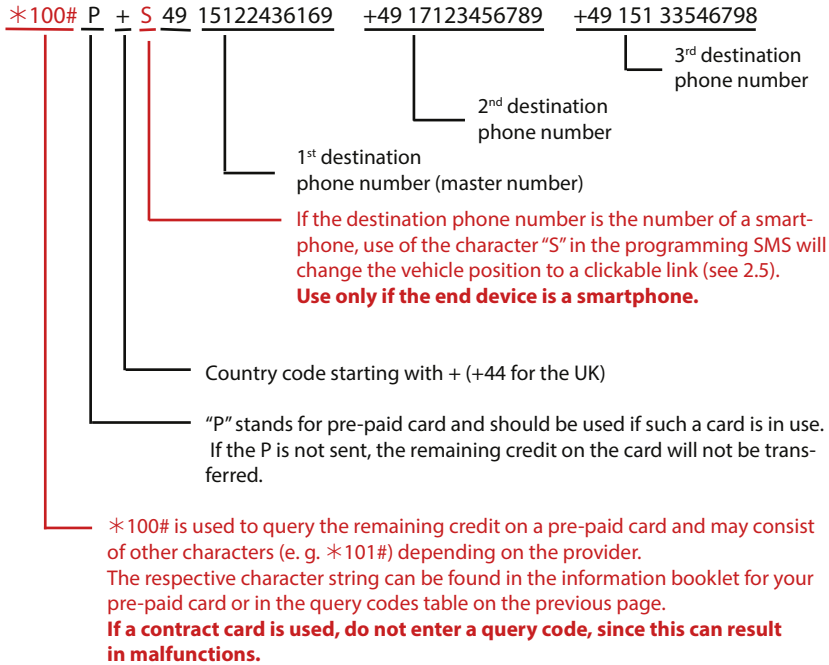 *100# P + S 49 15122436169 +49 17123456789 +49 151 33546798
3rd destination
phone number
2nd destination
phone number
1st destination
phone number (master number)
If the destination phone number is the number of a smart-
phone, use of the character “S” in the programming SMS will
change the vehicle position to a clickable link (see 2.5).
Use only if the end device is a smartphone.
Country code starting with + (+44 for the UK)
“P” stands for pre-paid card and should be used if such a card is in use.
If the P is not sent, the remaining credit on the card will not be trans-
ferred.
*100# is used to query the remaining credit on a pre-paid card and may consist
of other characters (e. g. *101#) depending on the provider.
The respective character string can be found in the information booklet for your
pre-paid card or in the query codes table on the previous page.
If a contract card is used, do not enter a query code, since this can result
in malfunctions.